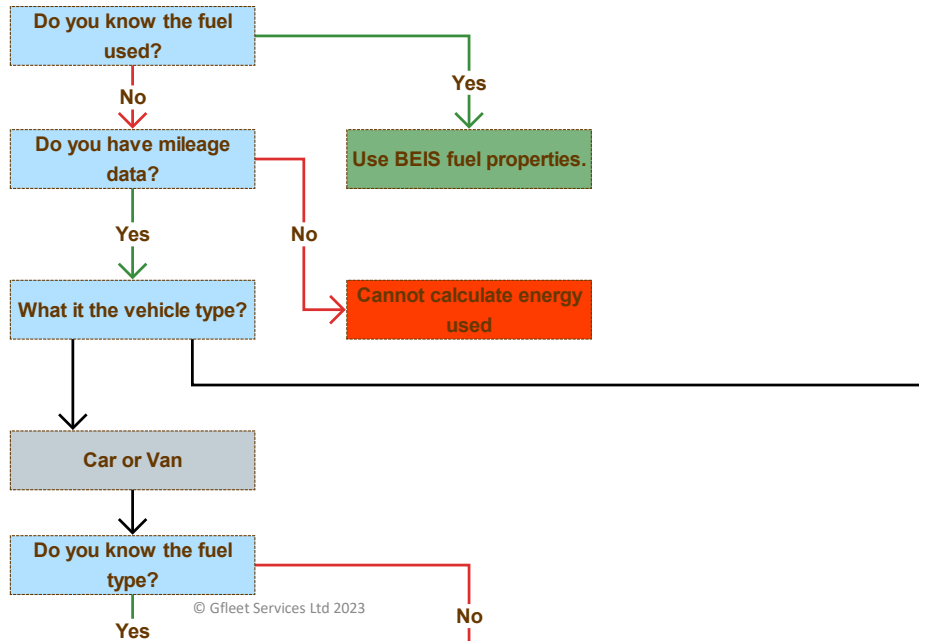 Do you know the fuel
used?
Yes
No
Do you have mileage
data?
Use BEIS fuel properties.
Yes
No
What it the vehicle type?
Cannot calculate energy
used
Car or Van
Do you know the fuel
type?
© Gfleet Services Ltd 2023
No
Yes